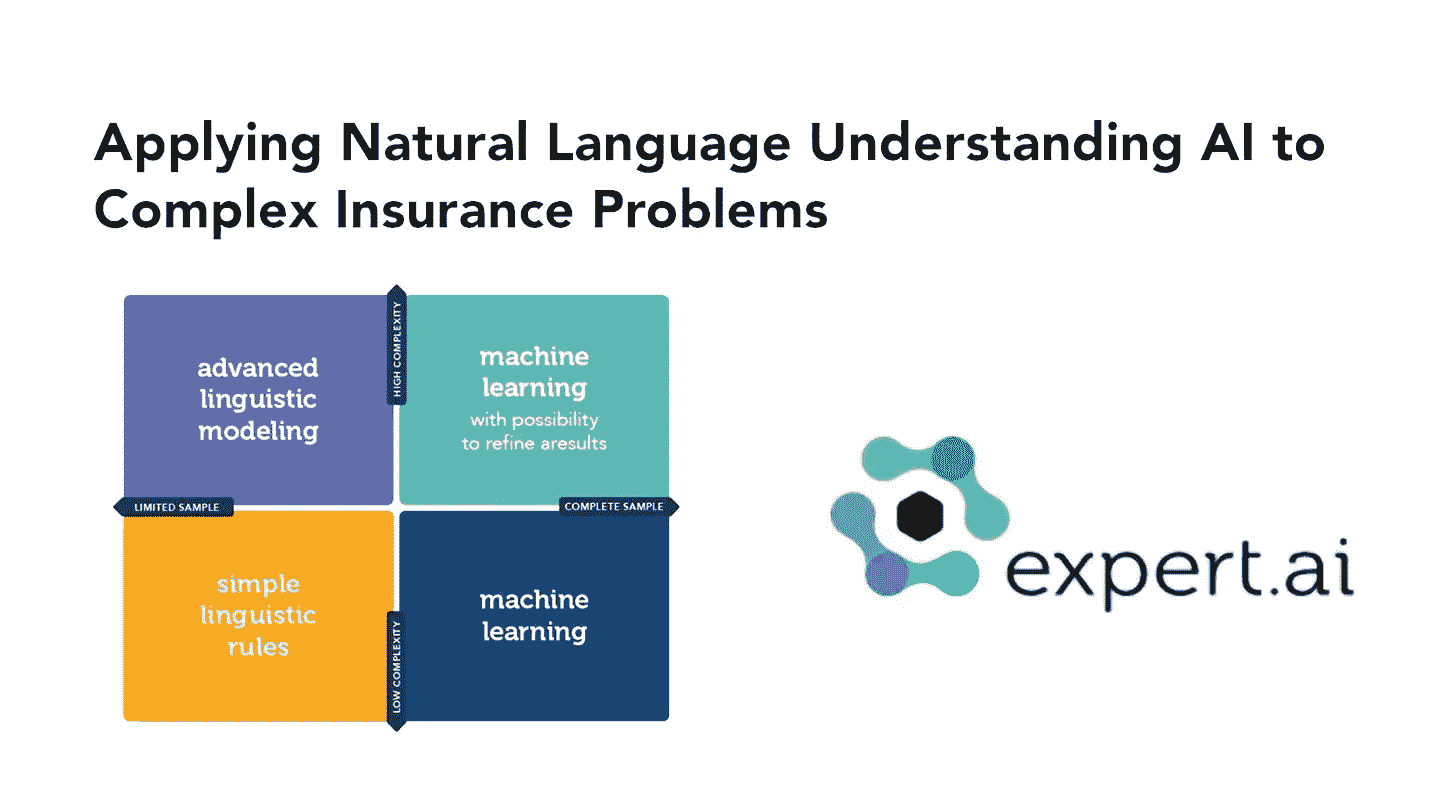 Applying Natural Language Understanding AI to
Complex Insurance Problems
HIGH COMPLEXITY
advanced
linguistic
modeling
machine
learning
with possibility
to refine aresults
LIMITED SAMPLE
COMPLETE SAMPLE
simple
linguistic
rules
machine
learning
LOW COMPLEXITY
expert.ai